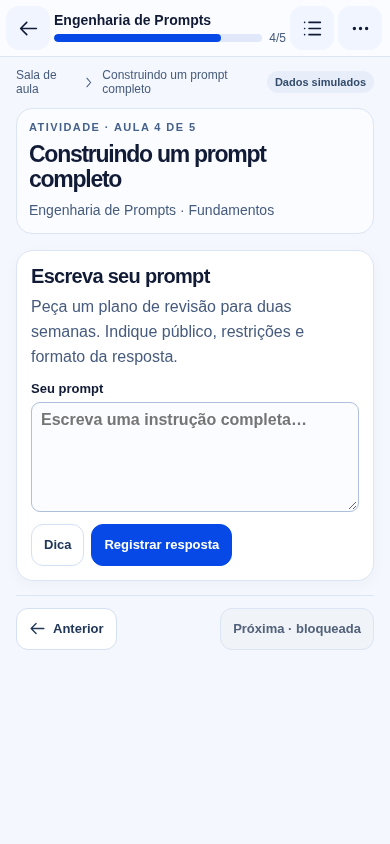 Engenharia de Prompts
4/5
Sala de
aula
Construindo um prompt
completo
Dados simulados
ATIVIDADE · AULA 4 DE 5
Construindo um prompt
completo
Engenharia de Prompts · Fundamentos
Escreva seu prompt
Peça um plano de revisão para duas
semanas. Indique público, restrições e
formato da resposta.
Seu prompt
Escreva uma instrução completa…
Dica
Registrar resposta
Anterior
Próxima · bloqueada